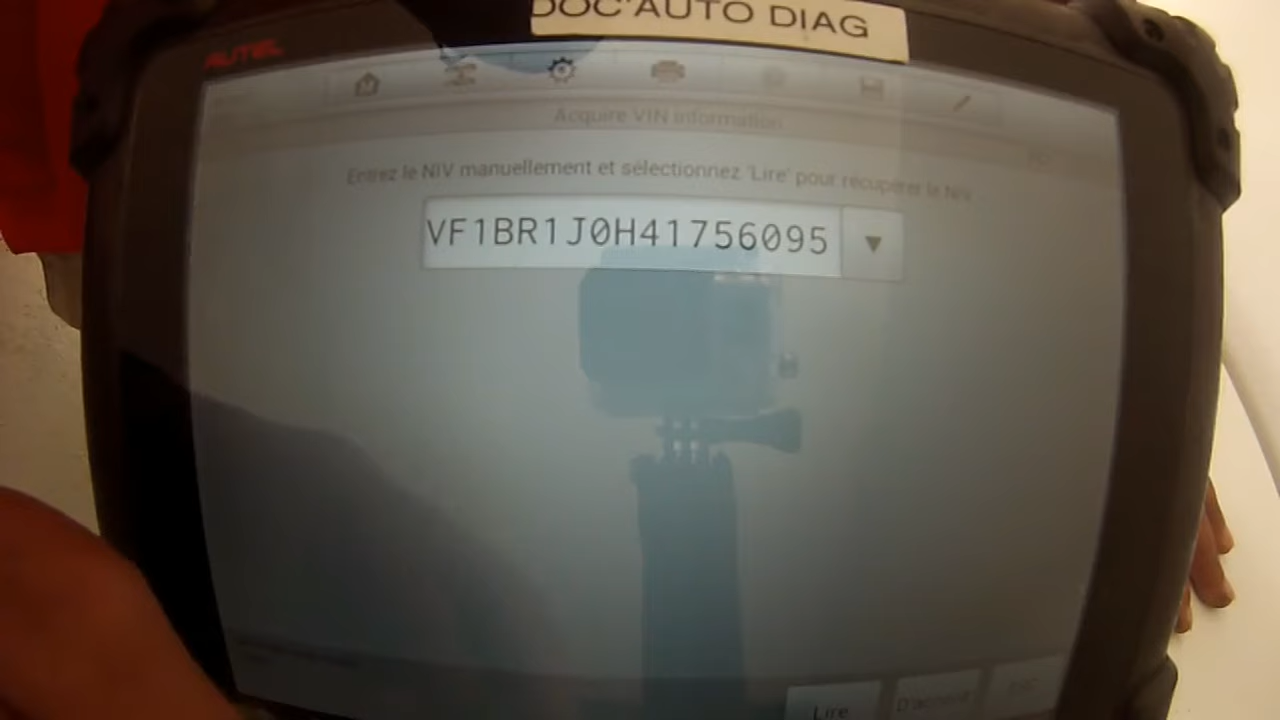 DOC'AUTO DIAG
AUTEL
Acquire VIN information
Entrez le NIV manuellement et sélectionnez 'Lire' pour récupérer le NIV
VF1BR1J0H41756095
Lire
D'accord
ESC